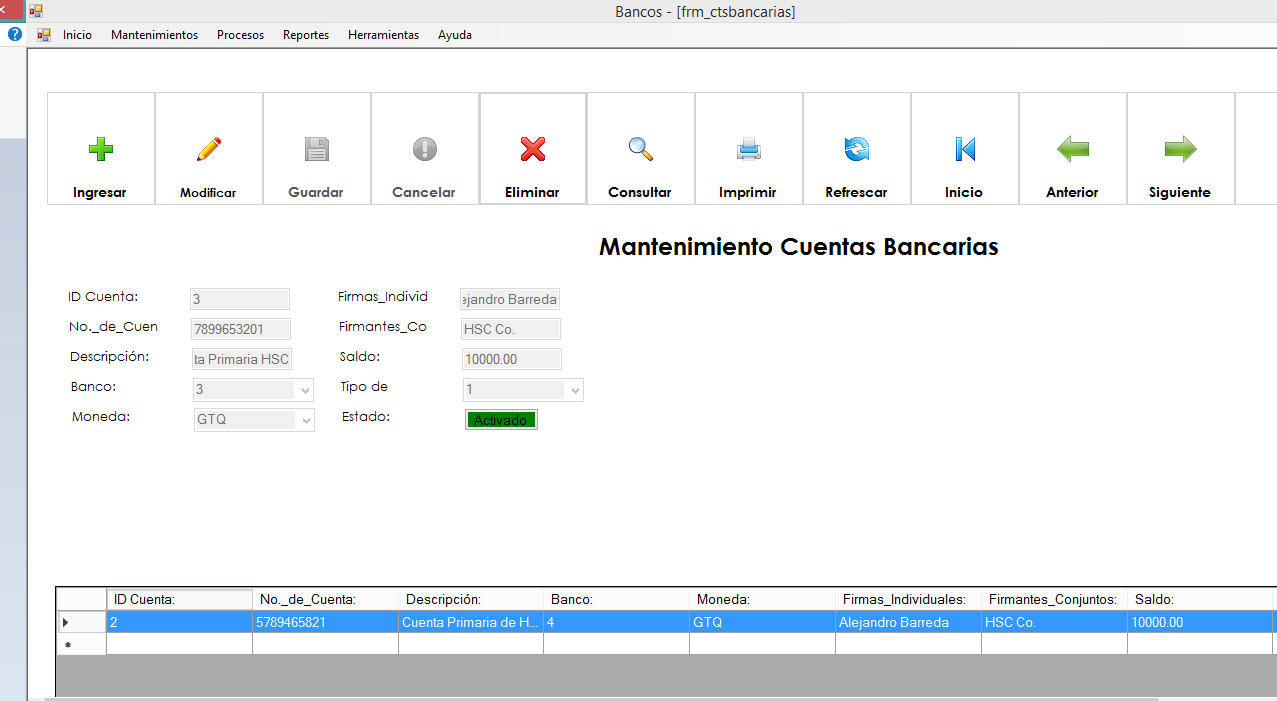 Bancos - [frm_ctsbancarias]
Inicio Mantenimientos Procesos Reportes Herramientas Ayuda
Ingresar Modificar Guardar Cancelar Eliminar Consultar Imprimir Refrescar Inicio Anterior Siguiente
Mantenimiento Cuentas Bancarias
ID Cuenta: 3 Firmas_Individ ejandro Barreda
No._de_Cuen 7899653201 Firmantes_Co HSC Co.
Descripción: ta Primaria HSC Saldo: 10000.00
Banco: 3 Tipo de 1
Moneda: GTQ Estado: Activado
ID Cuenta: No._de_Cuenta: Descripción: Banco: Moneda: Firmas_Individuales: Firmantes_Conjuntos: Saldo:
2 5789465821 Cuenta Primaria de H... 4 GTQ Alejandro Barreda HSC Co. 10000.00